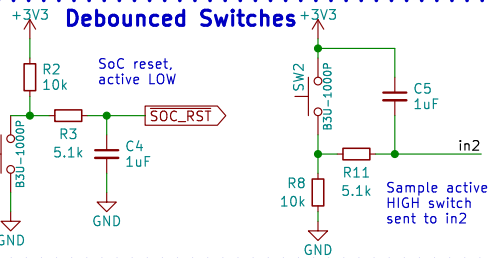 Debounced Switches
+3V3
R2
10k
SoC reset,
active LOW
B3U-1000P
R3
5.1k
SOC_RST
C4
1uF
GND
GND
+3V3
SW2
B3U-1000P
C5
1uF
in2
R11
5.1k
R8
10k
GND
Sample active
HIGH switch
sent to in2